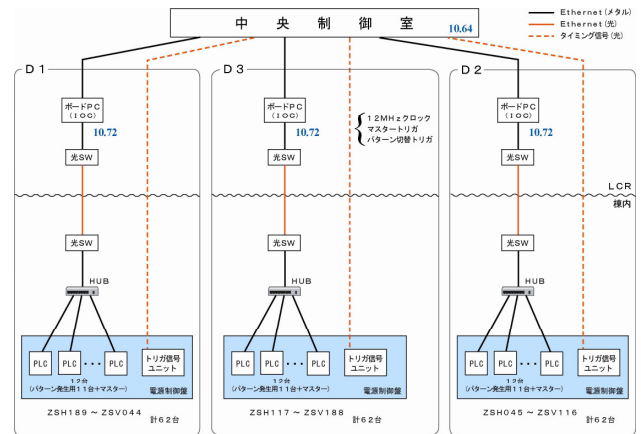 中 央 制 御 室
10.64
Ethernet(メタル)
Ethernet(光)
タイミング信号(光)
D1
ボードPC
(IOC)
10.72
光SW
光SW
HUB
PLC
PLC
・・・
PLC
トリガ信号
ユニット
12台
(パターン発生用11台+マスター)
電源制御盤
ZSH189~ZSV044
計62台
D3
ボードPC
(IOC)
10.72
12MHzクロック
マスタートリガ
パターン切替トリガ
光SW
光SW
HUB
PLC
PLC
・・・
PLC
トリガ信号
ユニット
12台
(パターン発生用11台+マスター)
電源制御盤
ZSH117~ZSV188
計62台
D2
ボードPC
(IOC)
10.72
光SW
LCR
棟内
光SW
HUB
PLC
PLC
・・・
PLC
トリガ信号
ユニット
12台
(パターン発生用11台+マスター)
電源制御盤
ZSH045~ZSV116
計62台